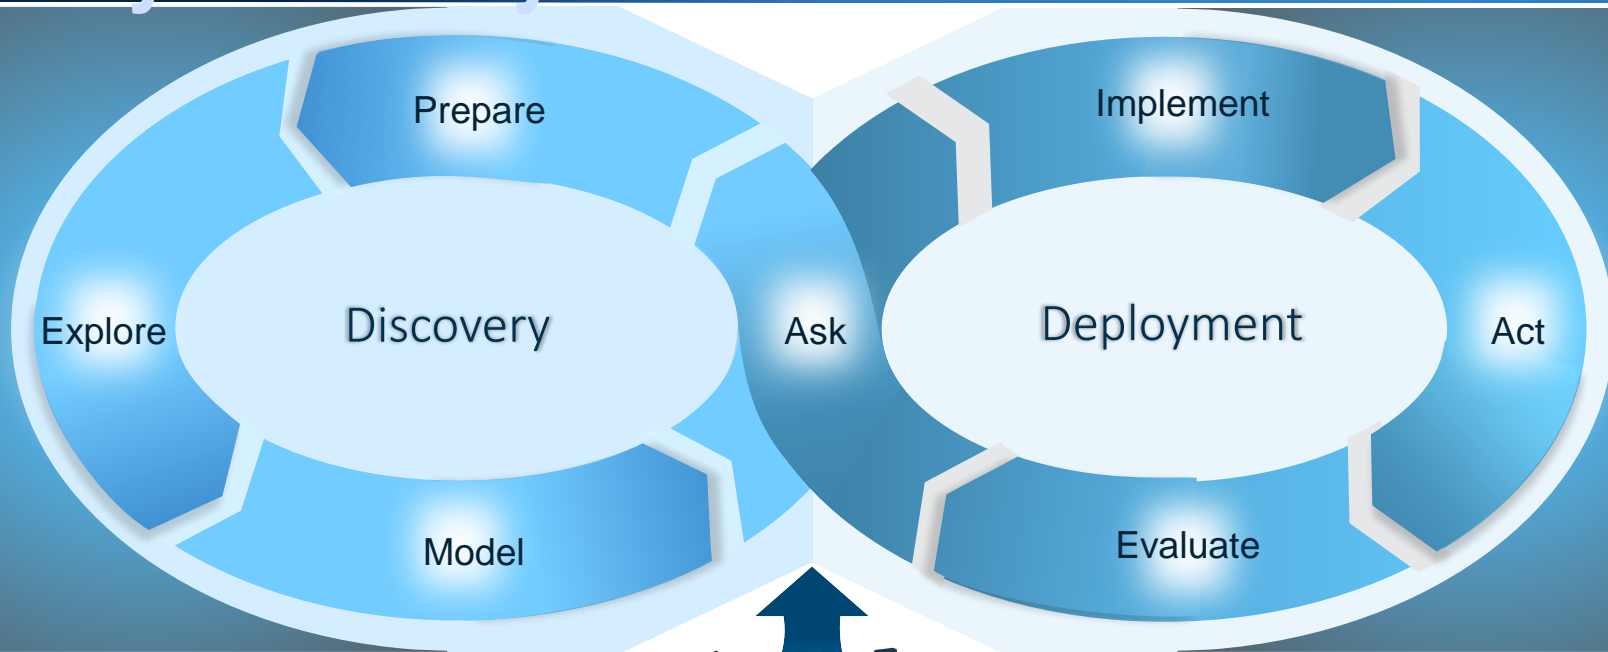 Prepare
Implement
Explore
Discovery
Ask
Deployment
Act
Model
Evaluate